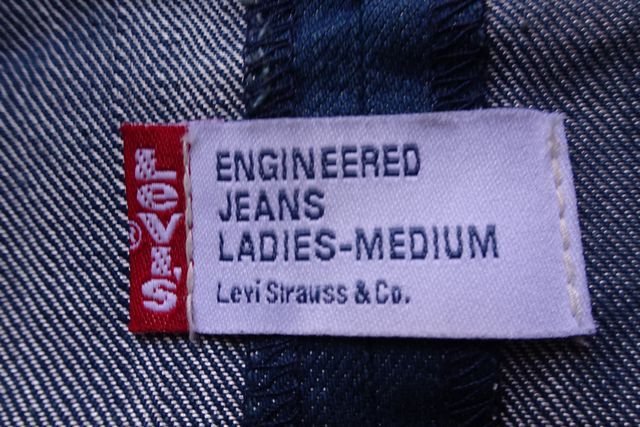 LEVI'S®
ENGINEERED
JEANS
LADIES-MEDIUM
Levi Strauss & Co.